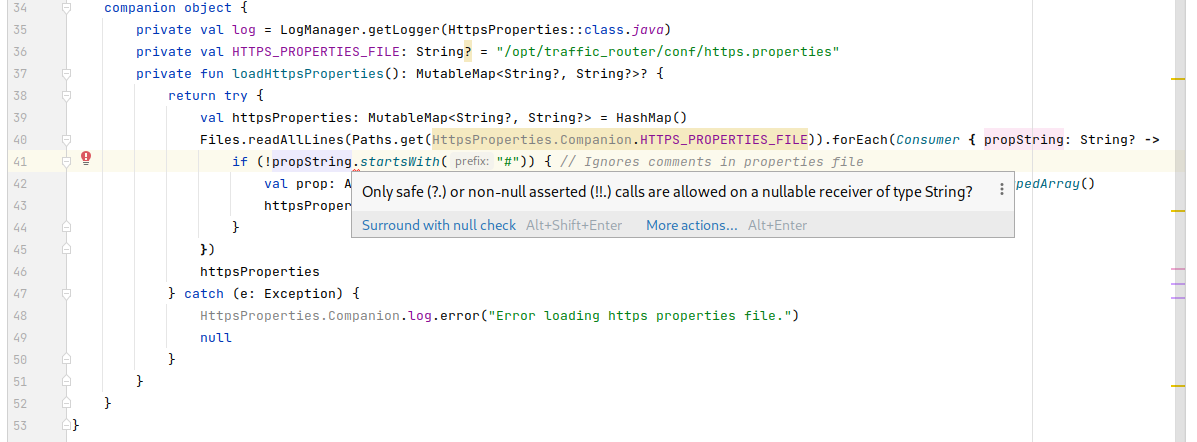 34 companion object {
35 private val log = LogManager.getLogger(HttpsProperties::class.java)
36 private val HTTPS_PROPERTIES_FILE: String? = "/opt/traffic_router/conf/https.properties"
37 private fun loadHttpsProperties(): MutableMap<String?, String?>? {
38 return try {
39 val httpsProperties: MutableMap<String?, String?> = HashMap()
40 Files.readAllLines(Paths.get(HttpsProperties.Companion.HTTPS_PROPERTIES_FILE)).forEach(Consumer { propString: String? ->
41 if (!propString.startsWith( prefix: "#")) { // Ignores comments in properties file
42 val prop: A pedArray()
Only safe (?.) or non-null asserted (!!.) calls are allowed on a nullable receiver of type String?
43 httpsProper
Surround with null check Alt+Shift+Enter More actions... Alt+Enter
44 }
45 })
46 httpsProperties
47 } catch (e: Exception) {
48 HttpsProperties.Companion.log.error("Error loading https properties file.")
49 null
50 }
51 }
52 }
53 }